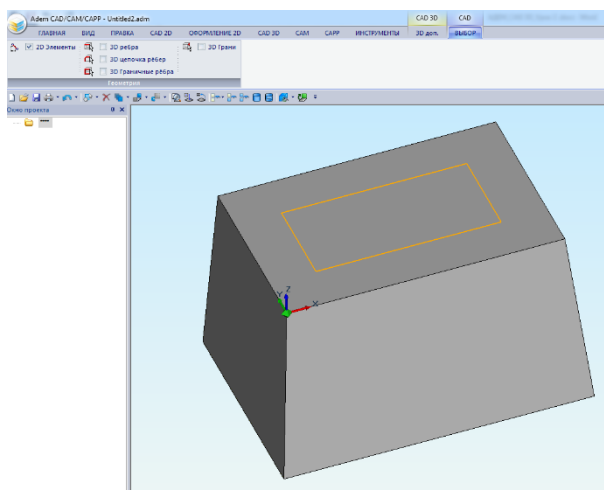 Adem CAD/CAM/CAPP - Untitled2.adm
CAD 3D CAD
ГЛАВНАЯ ВИД ПРАВКА CAD 2D ОФОРМЛЕНИЕ 2D CAD 3D CAM CAPP ИНСТРУМЕНТЫ 3D доп. ВЫБОР
2D Элементы 3D ребра 3D Грани
3D цепочка рёбер
3D Граничные рёбра
Геометрия
Окно проекта
Z
Y
X